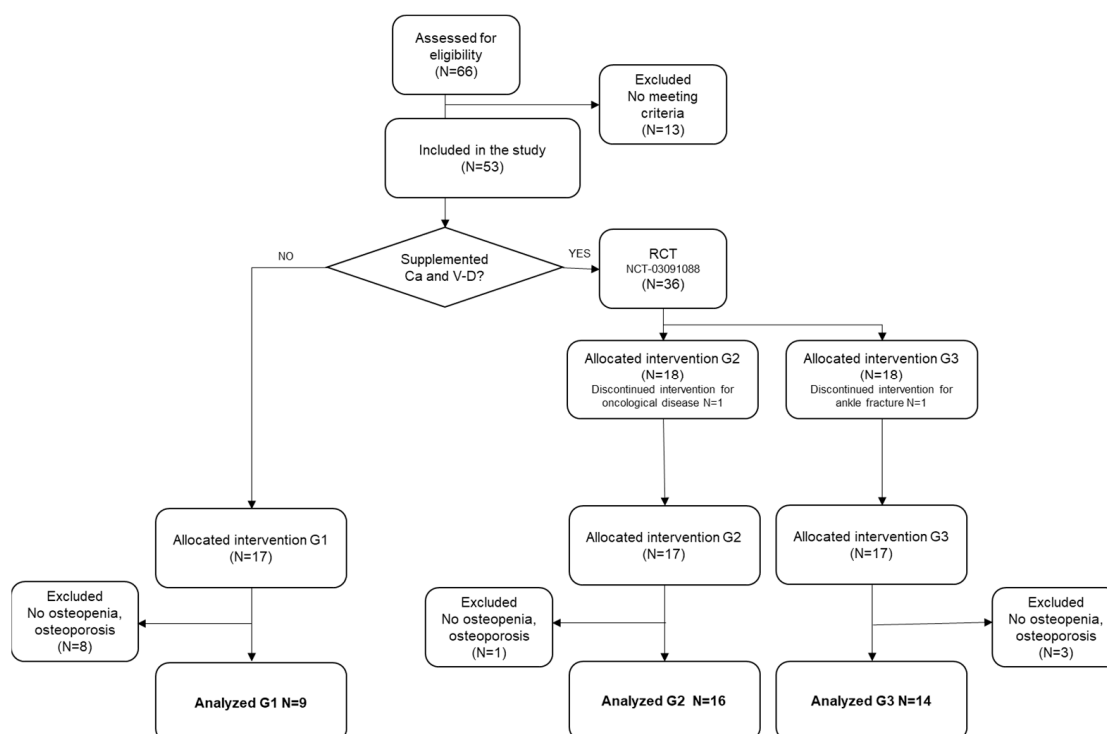 Assessed for
eligibility
(N=66)
Excluded
No meeting
criteria
(N=13)
Included in the study
(N=53)
NO
Supplemented
Ca and V-D?
YES
RCT
NCT-03091088
(N=36)
Allocated intervention G2
(N=18)
Discontinued intervention for
oncological disease N=1
Allocated intervention G3
(N=18)
Discontinued intervention for
ankle fracture N=1
Allocated intervention G1
(N=17)
Allocated intervention G2
(N=17)
Allocated intervention G3
(N=17)
Excluded
No osteopenia,
osteoporosis
(N=8)
Excluded
No osteopenia,
osteoporosis
(N=1)
Excluded
No osteopenia,
osteoporosis
(N=3)
Analyzed G1 N=9
Analyzed G2 N=16
Analyzed G3 N=14